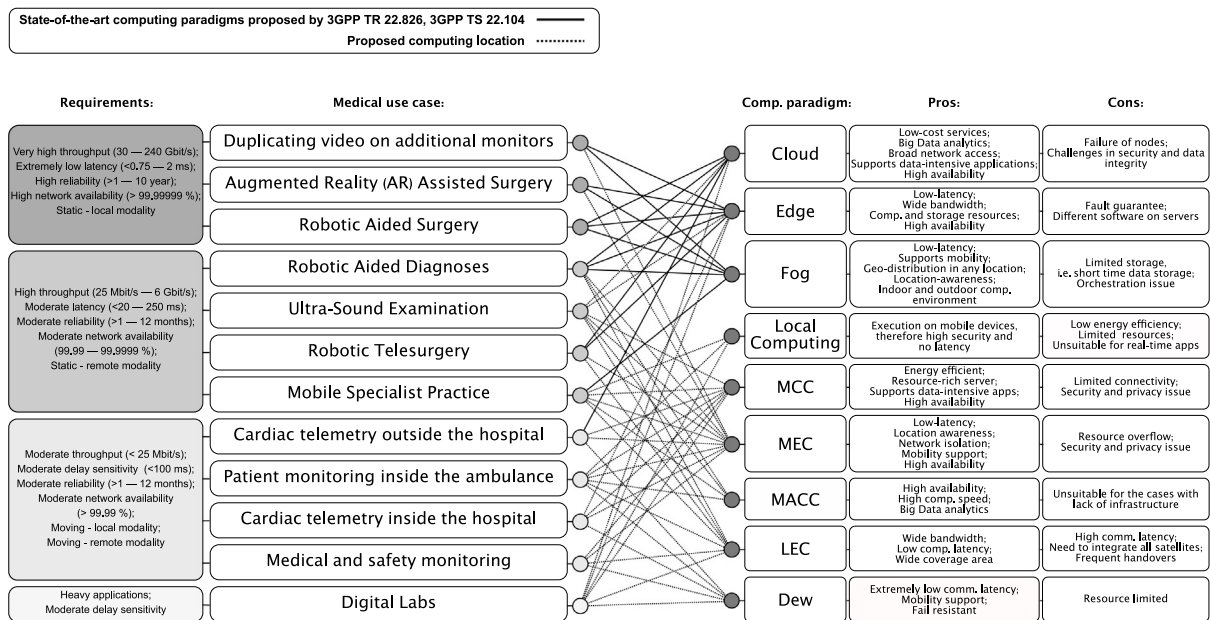 State-of-the-art computing paradigms proposed by 3GPP TR 22.826, 3GPP TS 22.104
Proposed computing location
Requirements:
Medical use case:
Comp. paradigm:
Pros:
Cons:
Very high throughput (30 — 240 Gbit/s);
Extremely low latency (<0.75 — 2 ms);
High reliability (>1 — 10 year);
High network availability (> 99.99999 %);
Static - local modality
High throughput (25 Mbit/s — 6 Gbit/s);
Moderate latency (<20 — 250 ms);
Moderate reliability (>1 — 12 months);
Moderate network availability
(99.99 — 99.9999 %);
Static - remote modality
Moderate throughput (< 25 Mbit/s);
Moderate delay sensitivity (<100 ms);
Moderate reliability (>1 — 12 months);
Moderate network availability
(> 99.99 %);
Moving - local modality;
Moving - remote modality
Heavy applications;
Moderate delay sensitivity
Duplicating video on additional monitors
Augmented Reality (AR) Assisted Surgery
Robotic Aided Surgery
Robotic Aided Diagnoses
Ultra-Sound Examination
Robotic Telesurgery
Mobile Specialist Practice
Cardiac telemetry outside the hospital
Patient monitoring inside the ambulance
Cardiac telemetry inside the hospital
Medical and safety monitoring
Digital Labs
Cloud
Low-cost services;
Big Data analytics;
Broad network access;
Supports data-intensive applications;
High availability
Failure of nodes;
Challenges in security and data
integrity
Edge
Low-latency;
Wide bandwidth;
Comp. and storage resources;
High availability
Fault guarantee;
Different software on servers
Fog
Low-latency;
Supports mobility;
Geo-distribution in any location;
Location-awareness;
Indoor and outdoor comp.
environment
Limited storage,
i.e. short time data storage;
Orchestration issue
Local
Computing
Execution on mobile devices,
therefore high security and
no latency
Low energy efficiency;
Limited resources;
Unsuitable for real-time apps
MCC
Energy efficient;
Resource-rich server;
Supports data-intensive apps;
High availability
Limited connectivity;
Security and privacy issue
MEC
Low-latency;
Location awareness;
Network isolation;
Mobility support;
High availability
Resource overflow;
Security and privacy issue
MACC
High availability;
High comp. speed;
Big Data analytics
Unsuitable for the cases with
lack of infrastructure
LEC
Wide bandwidth;
Low comp. latency;
Wide coverage area
High comm. latency;
Need to integrate all satellites;
Frequent handovers
Dew
Extremely low comm. latency;
Mobility support;
Fail resistant
Resource limited